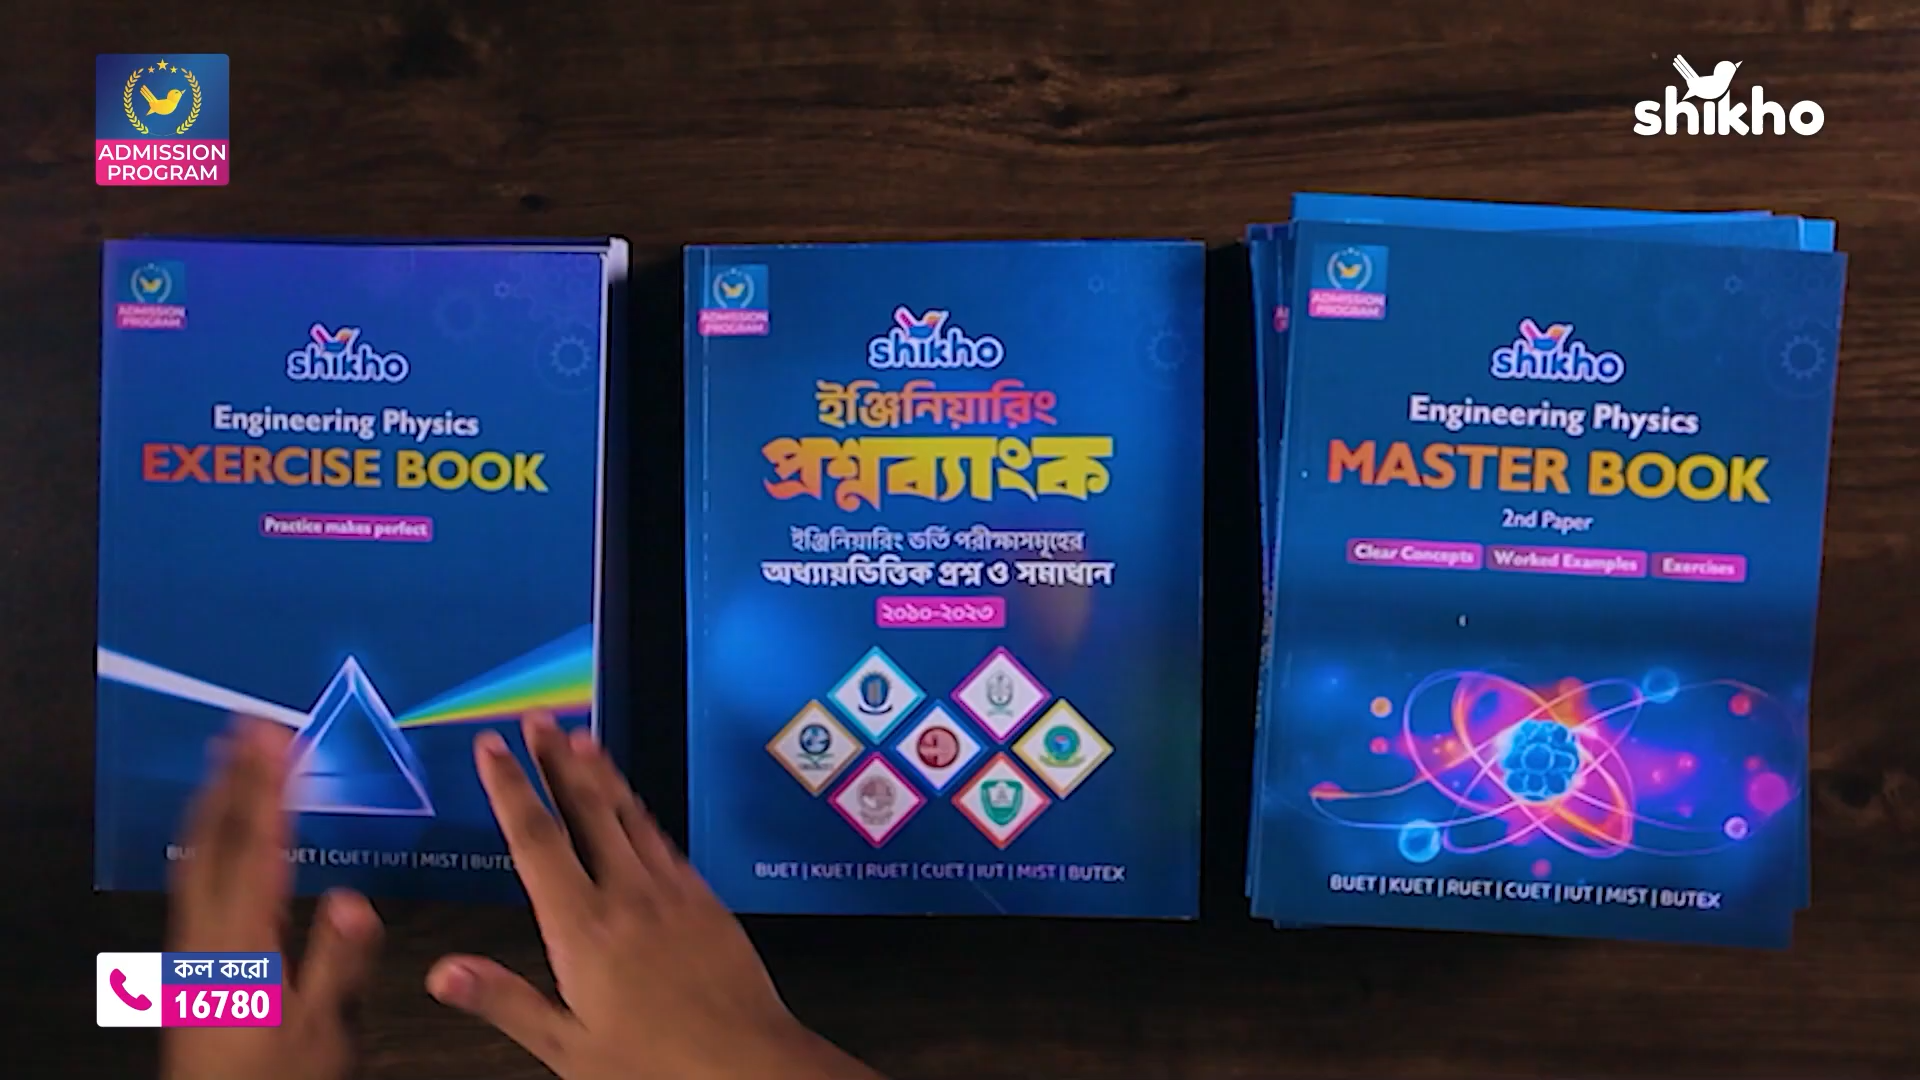 ADMISSION
PROGRAM
shikho
ADMISSION
PROGRAM
shikho
Engineering Physics
EXERCISE BOOK
Practice makes perfect
CUET | IUT | MIST
ADMISSION
PROGRAM
shikho
ইঞ্জিনিয়ারিং
প্রশ্নব্যাংক
ইঞ্জিনিয়ারিং ভর্তি পরীক্ষাসমূহের
অধ্যায়ভিত্তিক প্রশ্ন ও সমাধান
২০১০-২০২৩
BUET | KUET | RUET | CUET | IUT | MIST | BUTEX
ADMISSION
PROGRAM
shikho
Engineering Physics
MASTER BOOK
2nd Paper
Clear Concepts Worked Examples Exercises
BUET | KUET | RUET | CUET | IUT | MIST | BUTEX
কল করো
16780